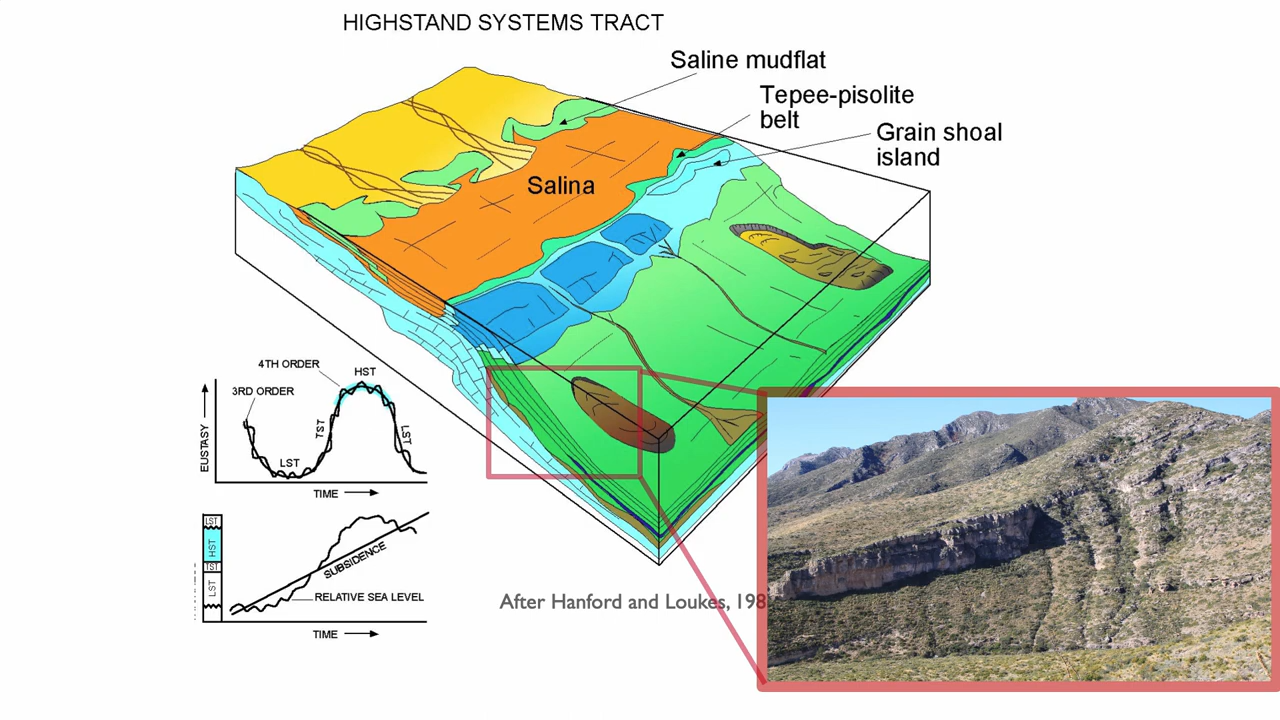 HIGHSTAND SYSTEMS TRACT
Saline mudflat
Tepee-pisolite
belt
Grain shoal
island
Salina
4TH ORDER
HST
3RD ORDER
EUSTASY
TST
LST
LST
TIME
LST
HST
TST
LST
SUBSIDENCE
RELATIVE SEA LEVEL
TIME
After Hanford and Loukes, 198